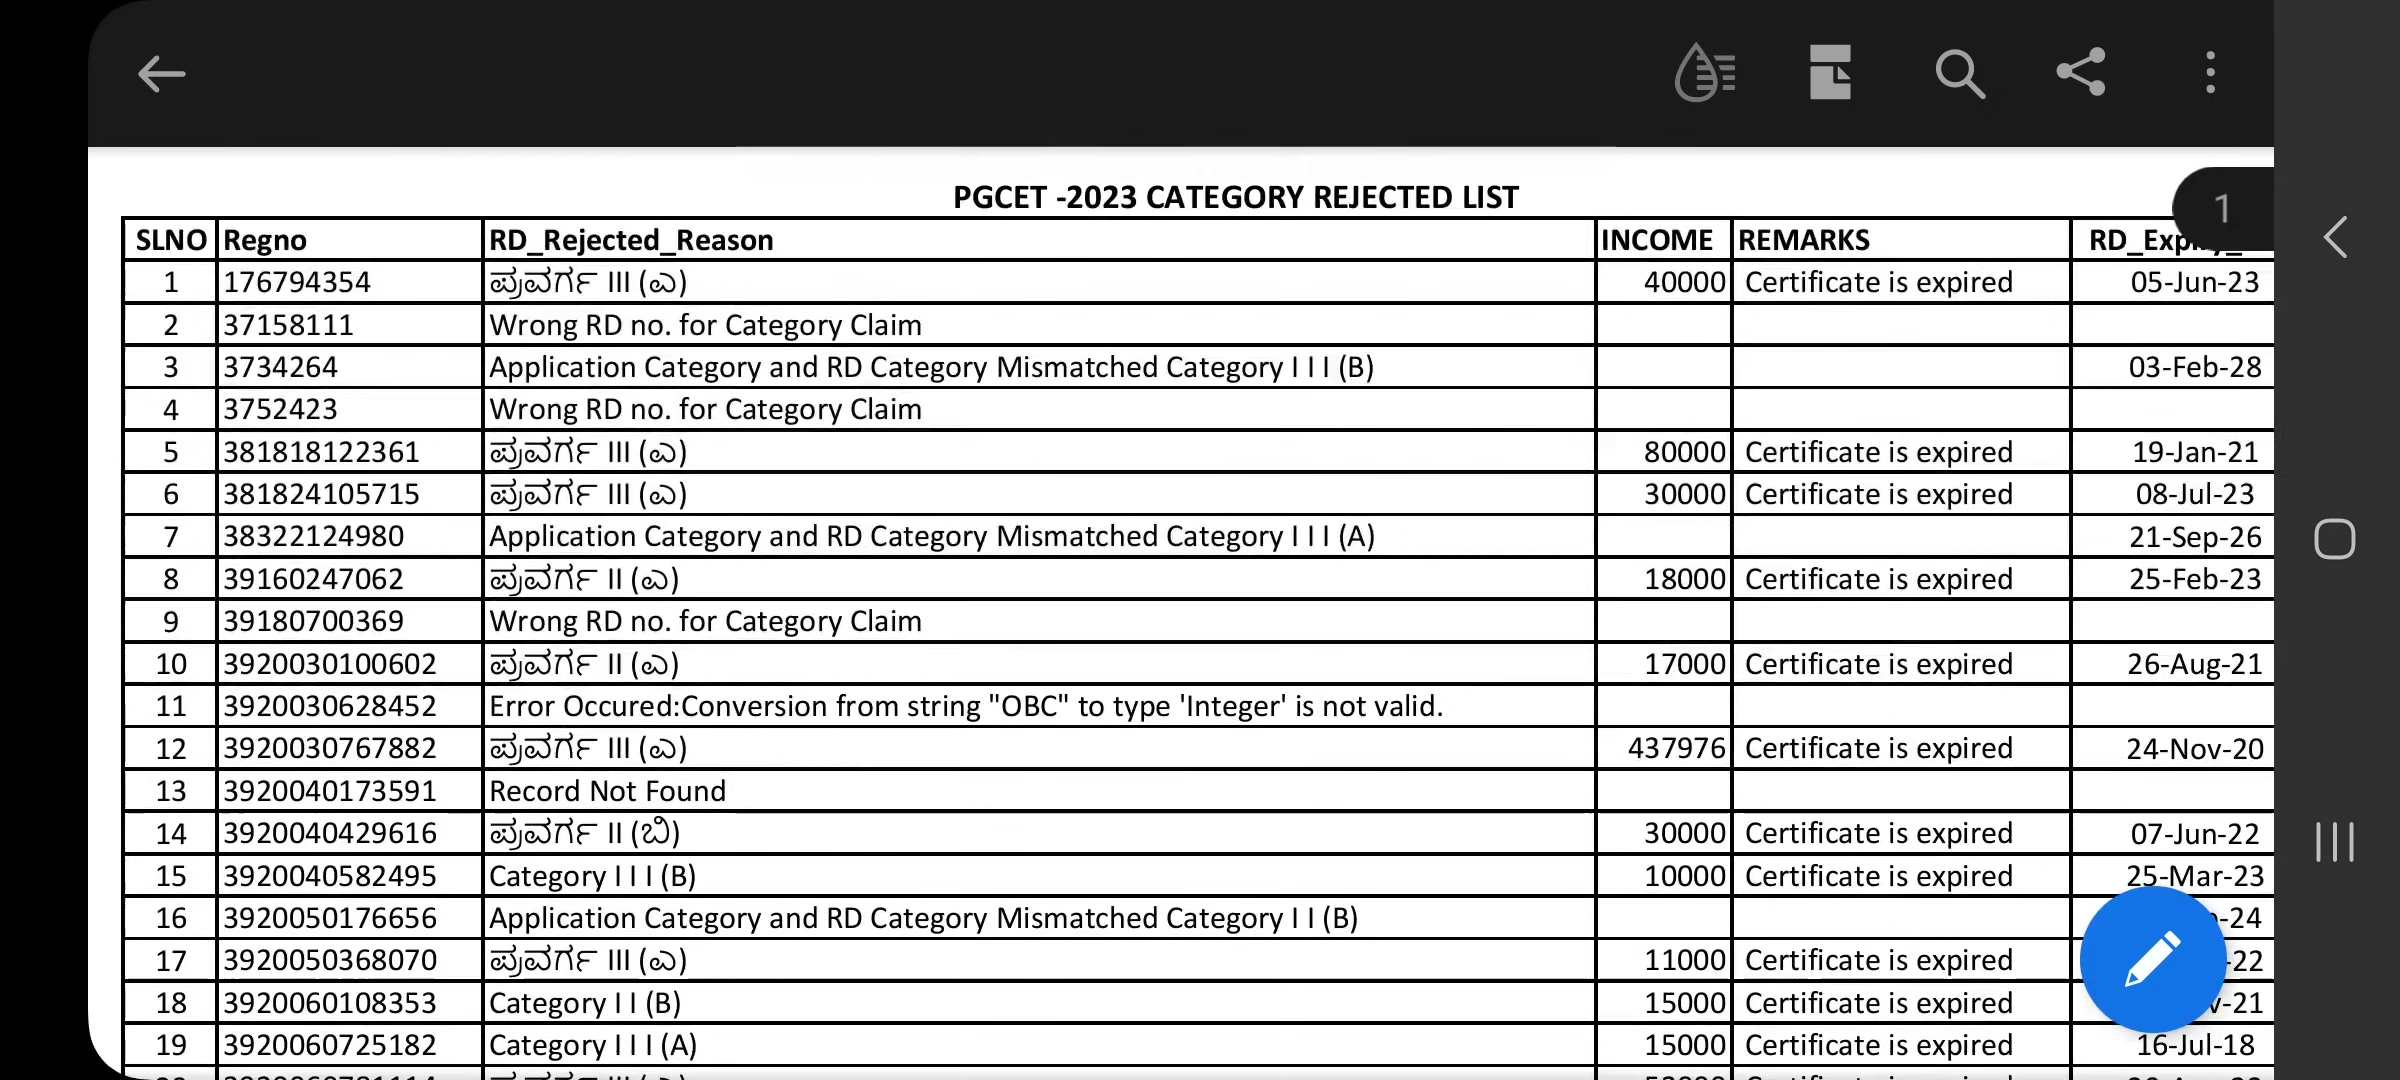 1
PGCET -2023 CATEGORY REJECTED LIST
SLNO Regno RD_Rejected_Reason INCOME REMARKS
1 176794354 ಪ್ರವರ್ಗ III (ಎ) 40000 Certificate is expired 05-Jun-23
2 37158111 Wrong RD no. for Category Claim
3 3734264 Application Category and RD Category Mismatched Category I I I (B) 03-Feb-28
4 3752423 Wrong RD no. for Category Claim
5 381818122361 ಪ್ರವರ್ಗ III (ಎ) 80000 Certificate is expired 19-Jan-21
6 381824105715 ಪ್ರವರ್ಗ III (ಎ) 30000 Certificate is expired 08-Jul-23
7 38322124980 Application Category and RD Category Mismatched Category I I I (A) 21-Sep-26
8 39160247062 ಪ್ರವರ್ಗ II (ಎ) 18000 Certificate is expired 25-Feb-23
9 39180700369 Wrong RD no. for Category Claim
10 3920030100602 ಪ್ರವರ್ಗ II (ಎ) 17000 Certificate is expired 26-Aug-21
11 3920030628452 Error Occured:Conversion from string "OBC" to type 'Integer' is not valid.
12 3920030767882 ಪ್ರವರ್ಗ III (ಎ) 437976 Certificate is expired 24-Nov-20
13 3920040173591 Record Not Found
14 3920040429616 ಪ್ರವರ್ಗ II (ಬಿ) 30000 Certificate is expired 07-Jun-22
15 3920040582495 Category I I I (B) 10000 Certificate is expired 25-Mar-23
16 3920050176656 Application Category and RD Category Mismatched Category I I (B) -24
17 3920050368070 ಪ್ರವರ್ಗ III (ಎ) 11000 Certificate is expired -22
18 3920060108353 Category I I (B) 15000 Certificate is expired -21
19 3920060725182 Category I I I (A) 15000 Certificate is expired 16-Jul-18